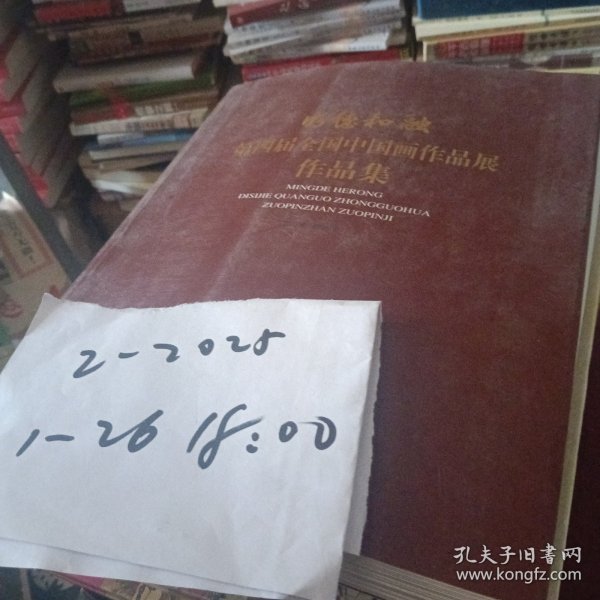 明德和融
第四届全国中国画作品展
作品集
MINGDE HERONG
DISIJIE QUANGUO ZHONGGUOHUA
ZUOPINZHAN ZUOPINJI
2-2025
1-26 18:00
孔夫子旧书网
www.kongfz.com